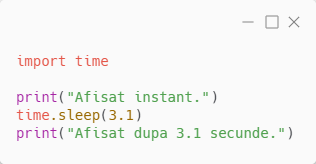 import time
print("Afisat instant.")
time.sleep(3.1)
print("Afisat dupa 3.1 secunde.")